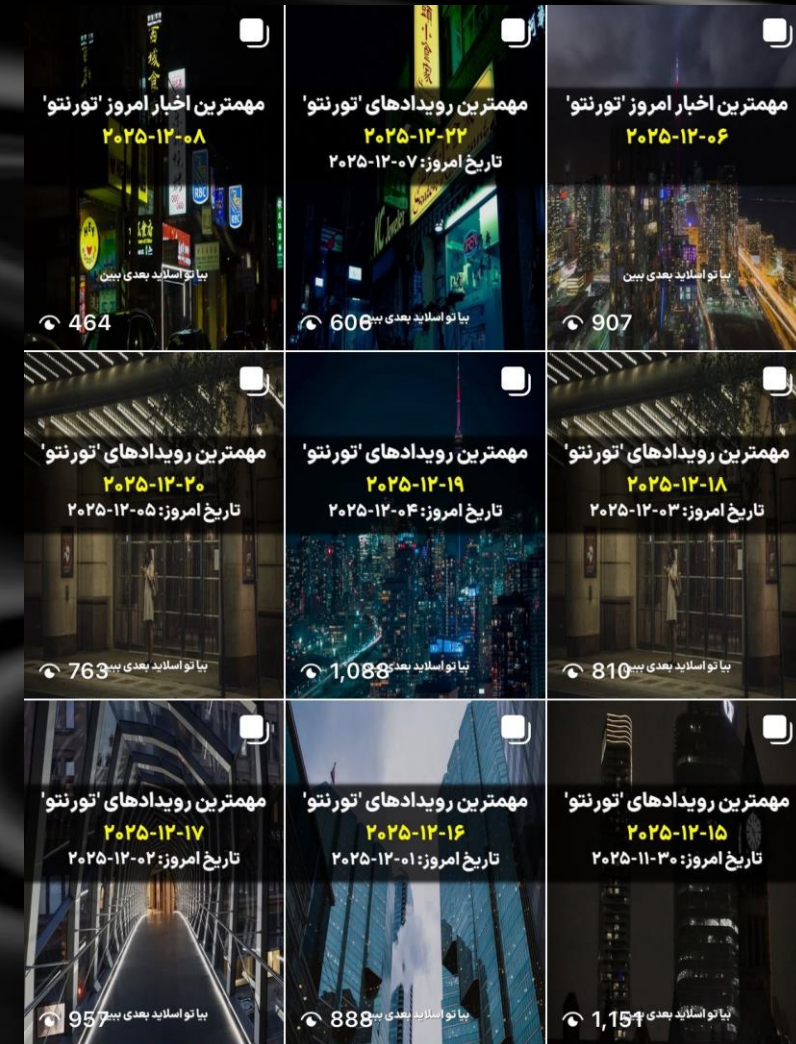 مهمترین اخبار امروز 'تورنتو'
۲۰۲۵-۱۲-۰۸
RBC
RBC
بیا تو اسلاید بعدی ببین
464
مهمترین رویدادهای 'تورنتو'
۲۰۲۵-۱۲-۲۲
تاریخ امروز: ۲۰۲۵-۱۲-۰۷
OPEN
بیا تو اسلاید بعدی ببین
606
مهمترین اخبار امروز 'تورنتو'
۲۰۲۵-۱۲-۰۶
بیا تو اسلاید بعدی ببین
907
مهمترین رویدادهای 'تورنتو'
۲۰۲۵-۱۲-۲۰
تاریخ امروز: ۲۰۲۵-۱۲-۰۵
بیا تو اسلاید بعدی ببین
763
مهمترین رویدادهای 'تورنتو'
۲۰۲۵-۱۲-۱۹
تاریخ امروز: ۲۰۲۵-۱۲-۰۴
بیا تو اسلاید بعدی ببین
1,088
مهمترین رویدادهای 'تورنتو'
۲۰۲۵-۱۲-۱۸
تاریخ امروز: ۲۰۲۵-۱۲-۰۳
بیا تو اسلاید بعدی ببین
810
مهمترین رویدادهای 'تورنتو'
۲۰۲۵-۱۲-۱۷
تاریخ امروز: ۲۰۲۵-۱۲-۰۲
بیا تو اسلاید بعدی ببین
957
مهمترین رویدادهای 'تورنتو'
۲۰۲۵-۱۲-۱۶
تاریخ امروز: ۲۰۲۵-۱۲-۰۱
بیا تو اسلاید بعدی ببین
888
مهمترین رویدادهای 'تورنتو'
۲۰۲۵-۱۲-۱۵
تاریخ امروز: ۲۰۲۵-۱۱-۳۰
بیا تو اسلاید بعدی ببین
1,151